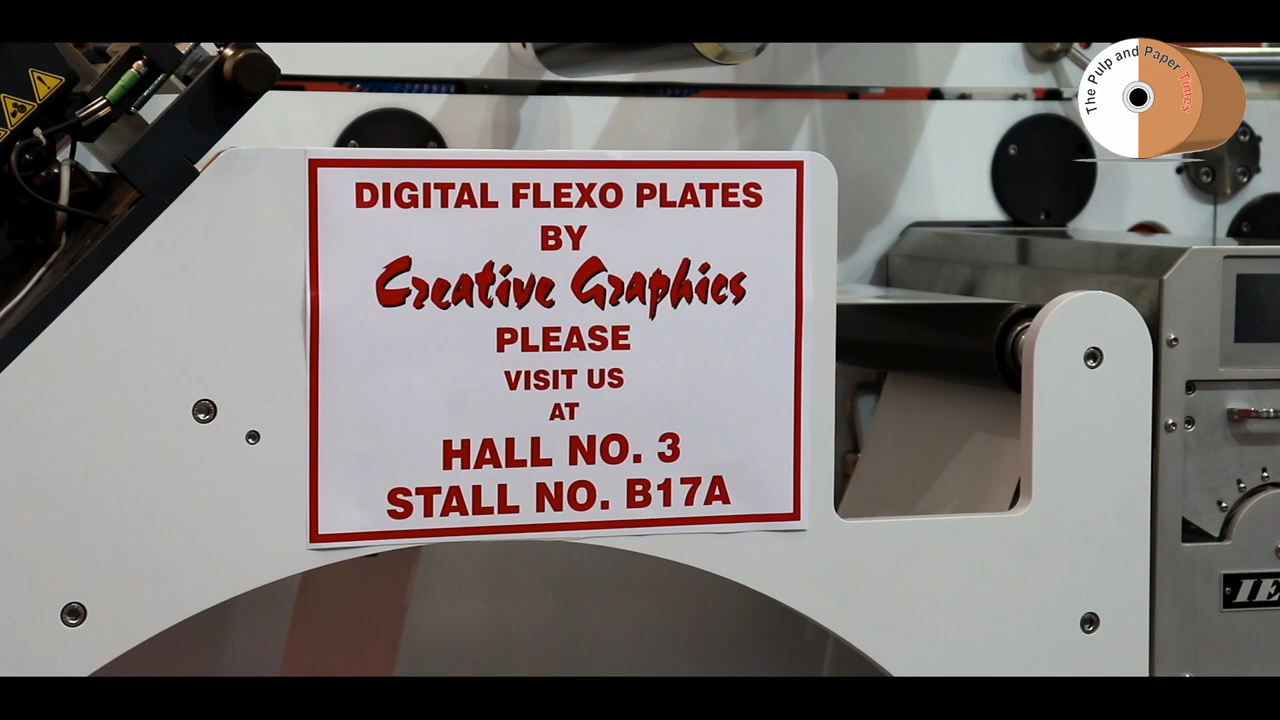 The Pulp and Paper Times
DIGITAL FLEXO PLATES
BY
Creative Graphics
PLEASE
VISIT US
AT
HALL NO. 3
STALL NO. B17A